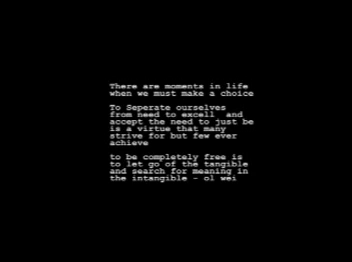 There are moments in life
when we must make a choice
To Seperate ourselves
from need to excell and
accept the need to just be
is a virtue that many
strive for but few ever
achieve
to be completely free is
to let go of the tangible
and search for meaning in
the intangible - ol wei